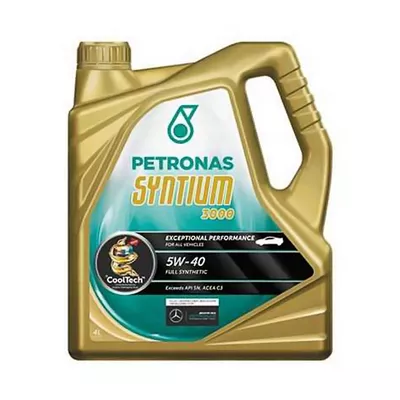 PETRONAS
SYNTIUM
3000
EXCEPTIONAL PERFORMANCE
FOR ALL VEHICLES
5W-40
FULL SYNTHETIC
"CoolTech"
Exceeds API SN, ACEA C3
4L